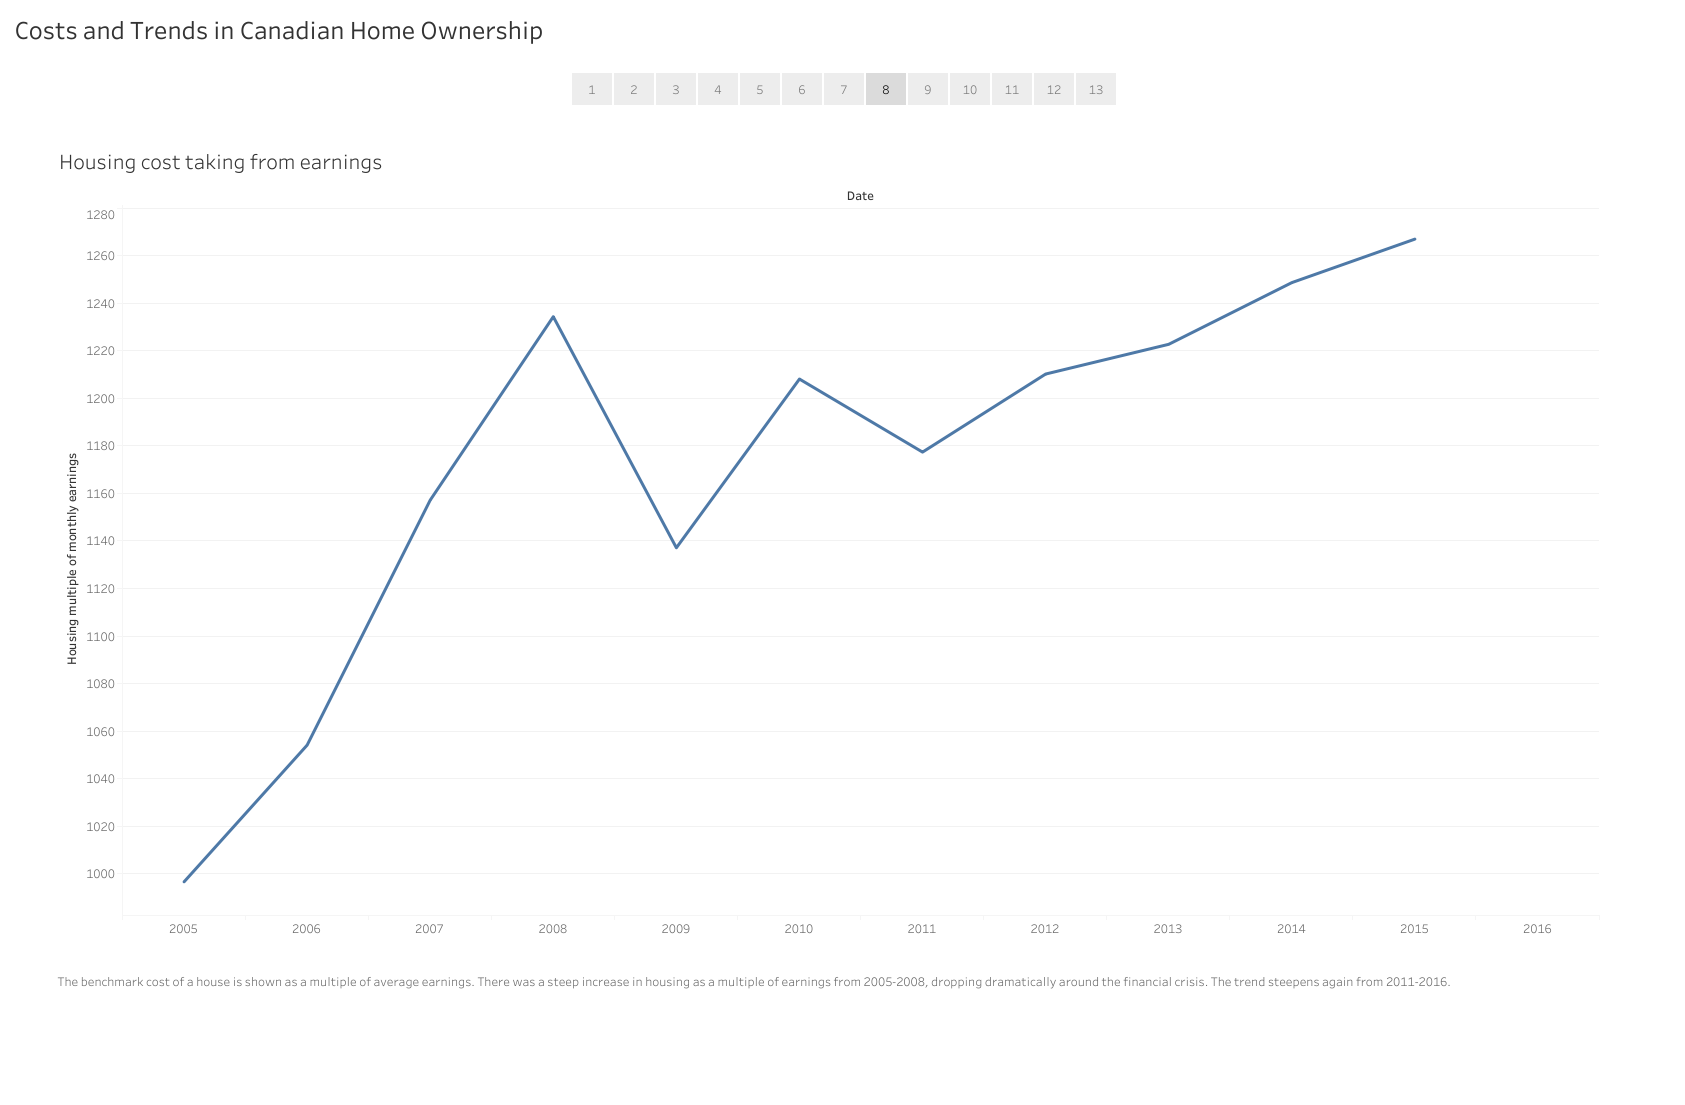 Costs and Trends in Canadian Home Ownership
1 2 3 4 5 6 7 8 9 10 11 12 13
Housing cost taking from earnings
Date
Housing multiple of monthly earnings
1280
1260
1240
1220
1200
1180
1160
1140
1120
1100
1080
1060
1040
1020
1000
2005 2006 2007 2008 2009 2010 2011 2012 2013 2014 2015 2016
The benchmark cost of a house is shown as a multiple of average earnings. There was a steep increase in housing as a multiple of earnings from 2005-2008, dropping dramatically around the financial crisis. The trend steepens again from 2011-2016.